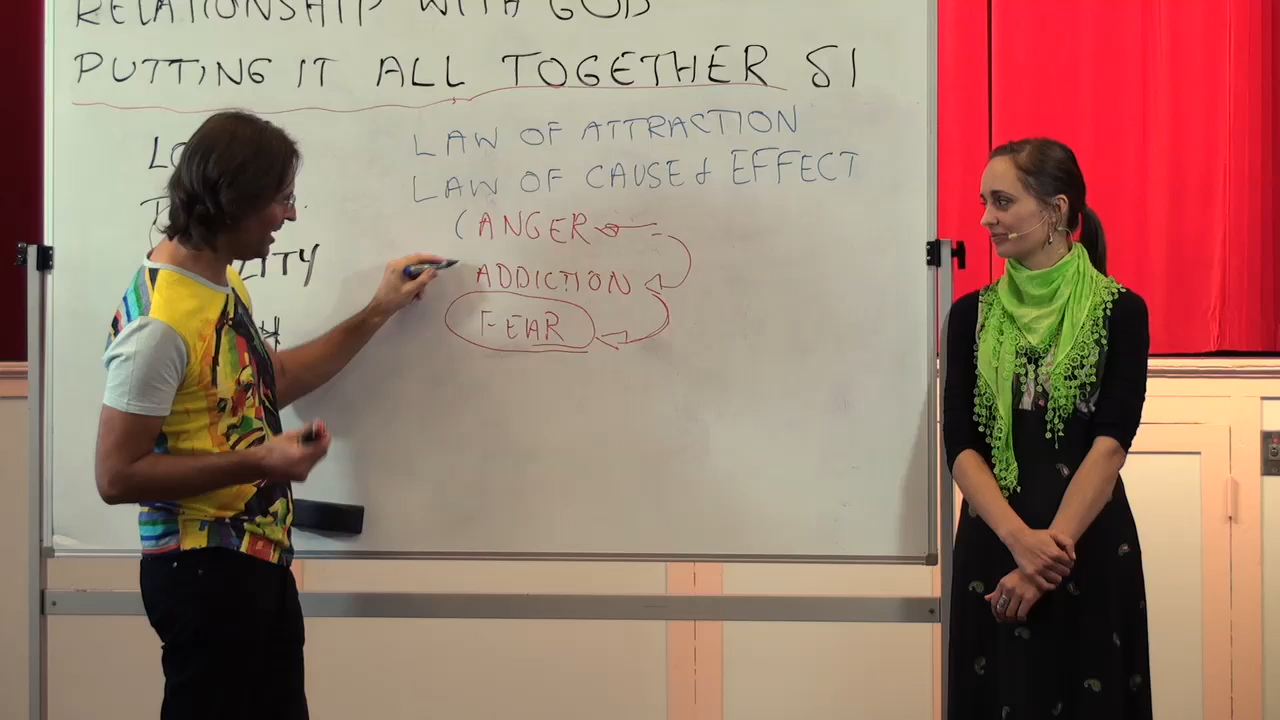 RELATIONSHIP WITH GOD
PUTTING IT ALL TOGETHER S1
LAW OF ATTRACTION
LAW OF CAUSE & EFFECT
(ANGER
ADDICTION
FEAR